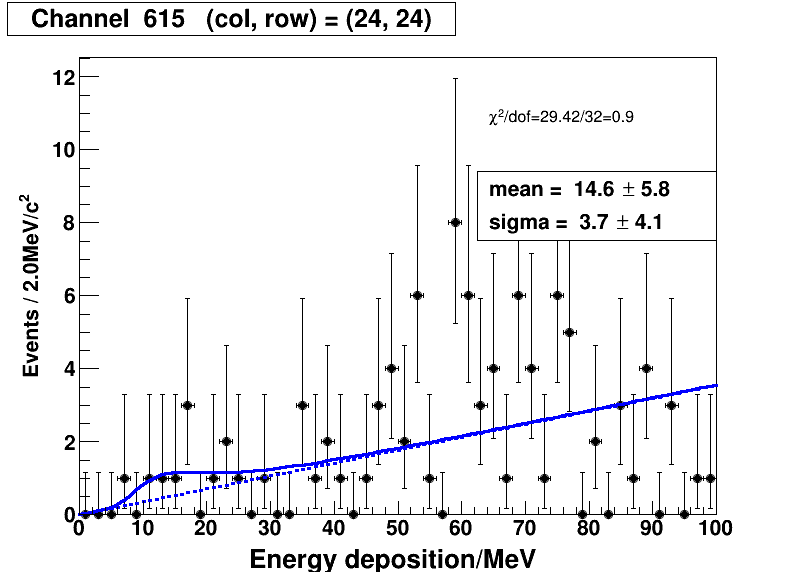 Channel 615 (col, row) = (24, 24)
χ²/dof=29.42/32=0.9
mean = 14.6 ± 5.8
sigma = 3.7 ± 4.1
Events / 2.0MeV/c²
12
10
8
6
4
2
0
0 10 20 30 40 50 60 70 80 90 100
Energy deposition/MeV